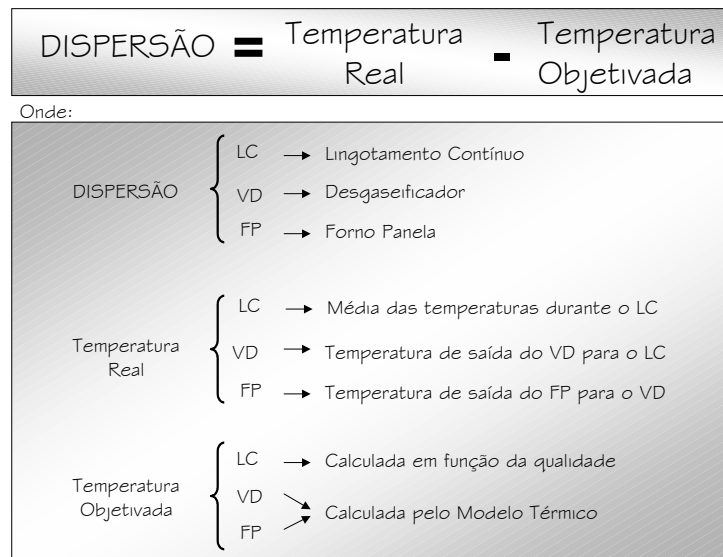 DISPERSÃO = Temperatura Real - Temperatura Objetivada
Onde:
DISPERSÃO
LC → Lingotamento Contínuo
VD → Desgaseificador
FP → Forno Panela
Temperatura
Real
LC → Média das temperaturas durante o LC
VD → Temperatura de saída do VD para o LC
FP → Temperatura de saída do FP para o VD
Temperatura
Objetivada
LC → Calculada em função da qualidade
VD
FP
Calculada pelo Modelo Térmico